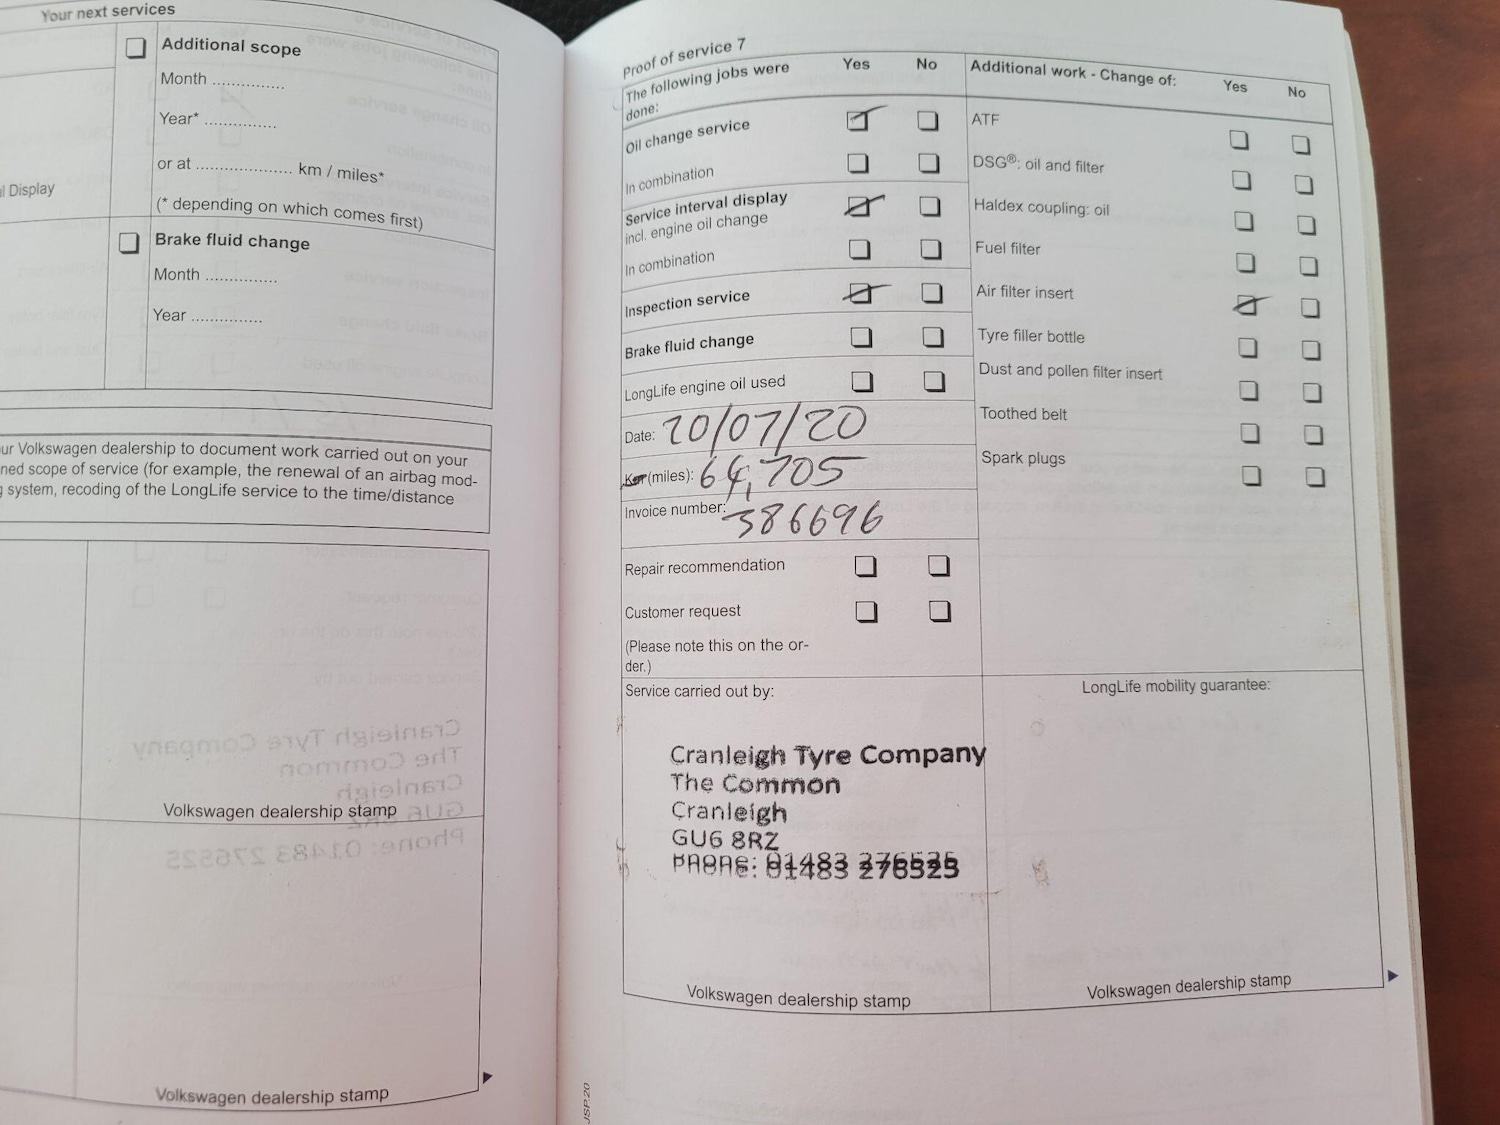 Your next services
Additional scope
Month ..............
Year* ..............
or at .................... km / miles*
(* depending on which comes first)
l Display
Brake fluid change
Month ..............
Year ..............
ur Volkswagen dealership to document work carried out on your
ned scope of service (for example, the renewal of an airbag mod-
g system, recoding of the LongLife service to the time/distance
Volkswagen dealership stamp
Volkswagen dealership stamp
Proof of service 7
The following jobs were
done:
Yes No
Oil change service
In combination
Service interval display
incl. engine oil change
In combination
Inspection service
Brake fluid change
LongLife engine oil used
Date: 20/07/20
Km (miles): 64,705
Invoice number: 386696
Repair recommendation
Customer request
(Please note this on the or-
der.)
Additional work - Change of: Yes No
ATF
DSG®: oil and filter
Haldex coupling: oil
Fuel filter
Air filter insert
Tyre filler bottle
Dust and pollen filter insert
Toothed belt
Spark plugs
Service carried out by:
Cranleigh Tyre Company
The Common
Cranleigh
GU6 8RZ
Phone: 01483 276525
Volkswagen dealership stamp
LongLife mobility guarantee:
Volkswagen dealership stamp
JSP.20